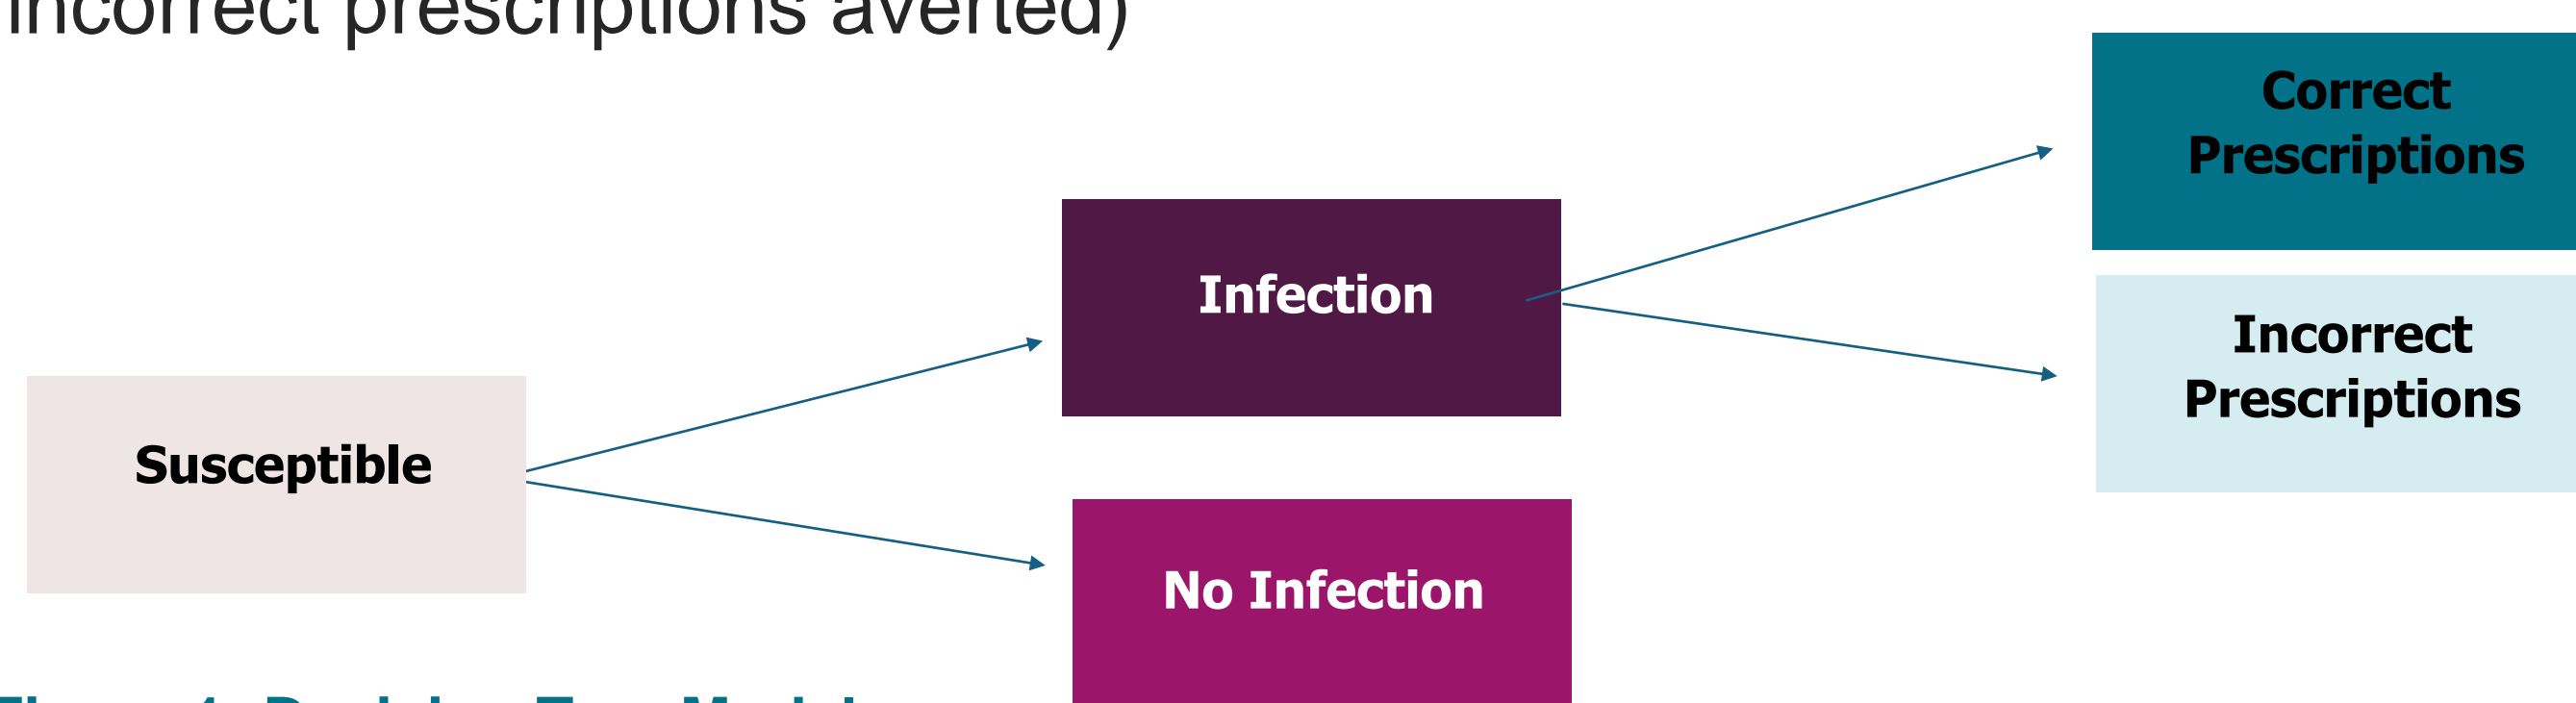 incorrect prescriptions averted)
Correct
Prescriptions
Infection
Incorrect
Prescriptions
Susceptible
No Infection